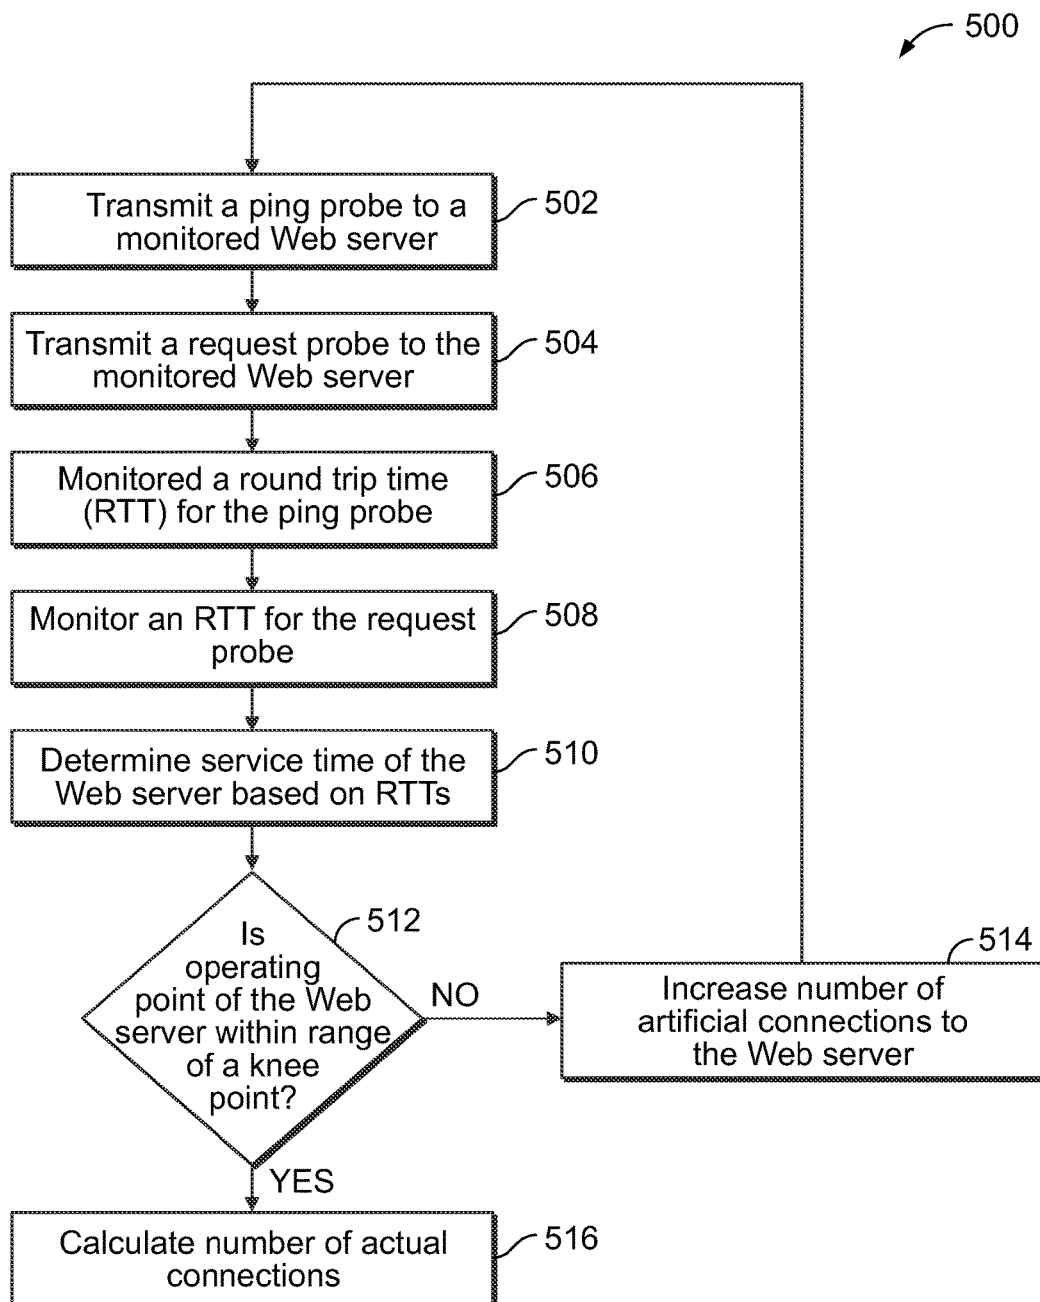 500
Transmit a ping probe to a
monitored Web server
502
Transmit a request probe to the
monitored Web server
504
Monitored a round trip time
(RTT) for the ping probe
506
Monitor an RTT for the request
probe
508
Determine service time of the
Web server based on RTTs
510
Is
operating
point of the Web
server within range
of a knee
point?
512
NO
514
Increase number of
artificial connections to
the Web server
YES
Calculate number of actual
connections
516